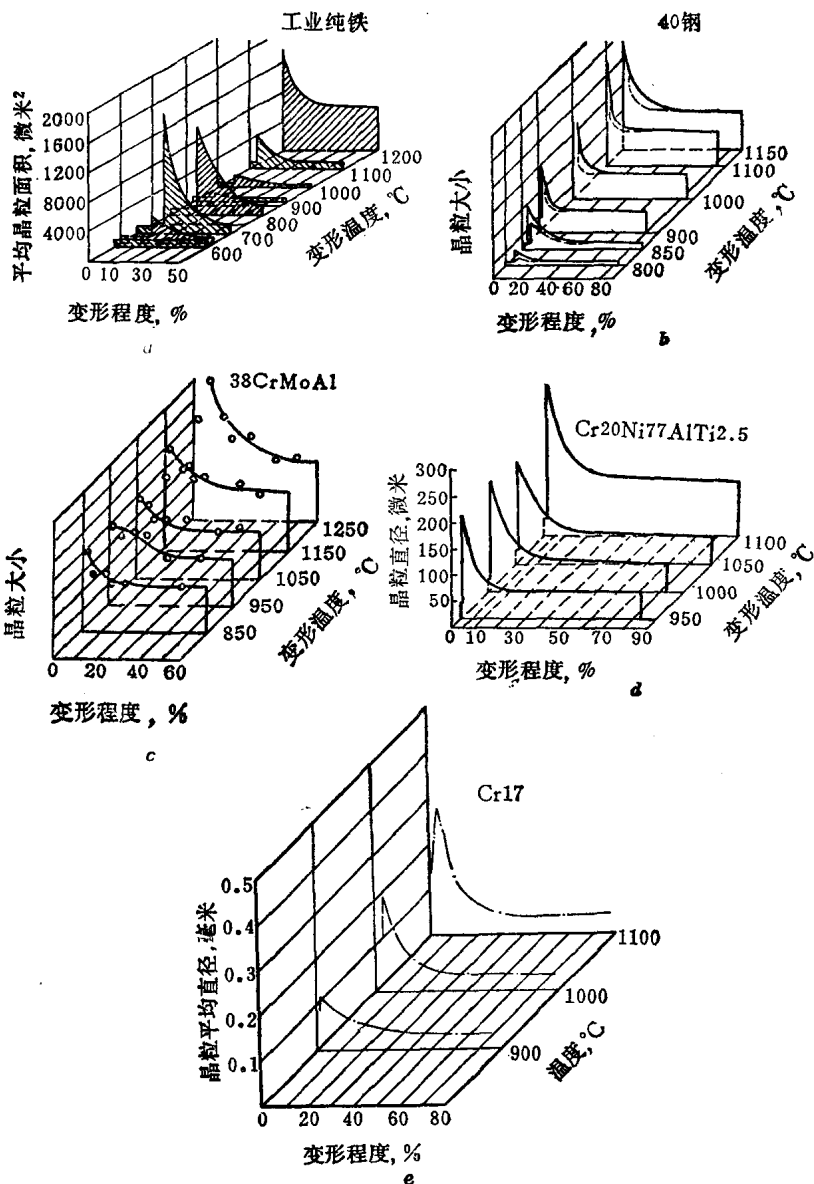 工业纯铁
平均晶粒面积,微米²
2000
1600
1200
8000
4000
0 10 30 50
600
700
800
900
1000
1100
1200
变形温度,℃
变形程度, %
a
40钢
晶粒大小
0 20 40 60 80
800
850
900
1000
1100
1150
变形温度,℃
变形程度,%
b
38CrMoAl
晶粒大小
0 20 40 60
850
950
1050
1150
1250
变形温度,℃
变形程度, %
c
Cr20Ni77AlTi2.5
晶粒直径,微米
300
250
200
150
100
50
0 10 30 50 70 90
950
1000
1050
1100
变形温度,℃
变形程度, %
d
Cr17
晶粒平均直径,毫米
0.5
0.4
0.3
0.2
0.1
0 20 40 60 80
900
1000
1100
温度,℃
变形程度,%
e